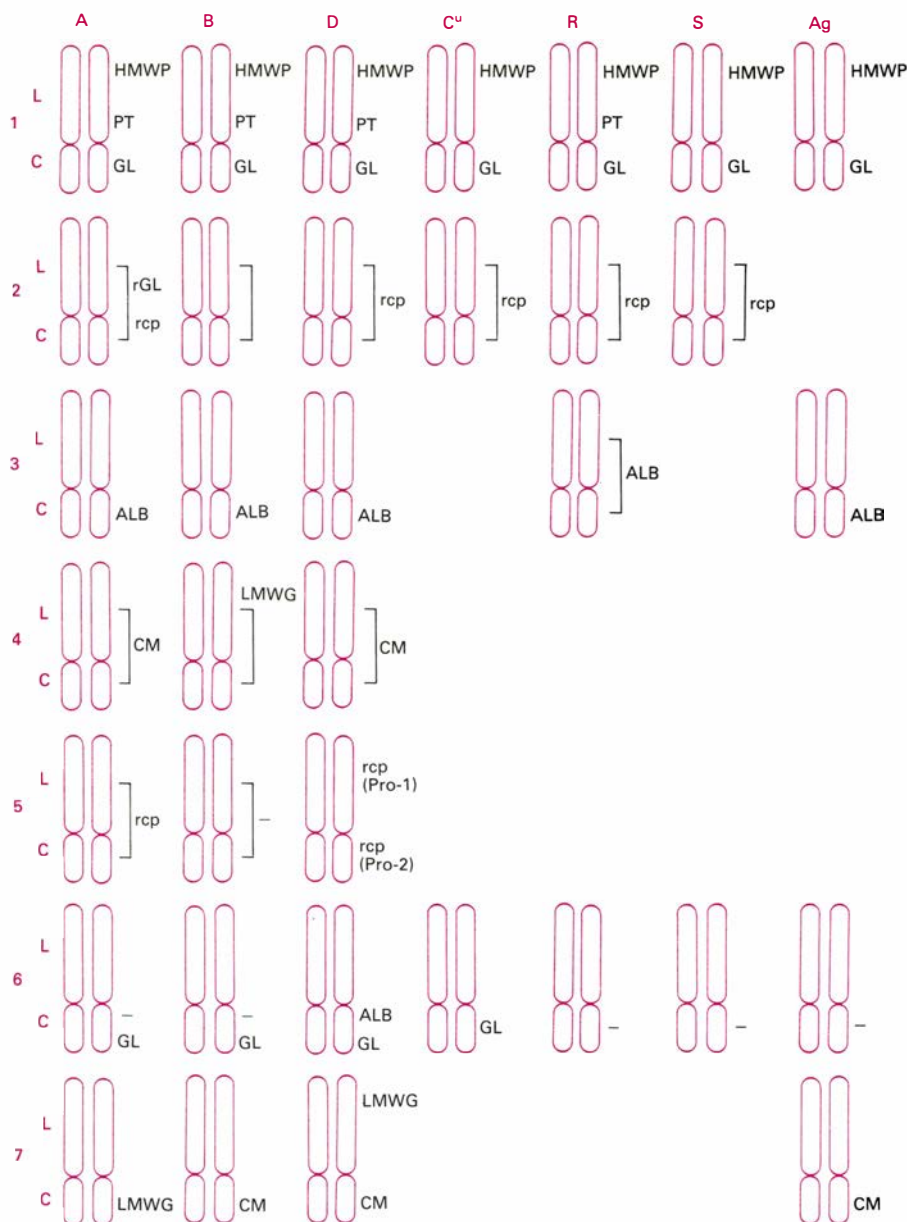 A B D Cᵘ R S Ag
HMWP HMWP HMWP HMWP HMWP HMWP HMWP
L
1 PT PT PT PT
C GL GL GL GL GL GL GL
L rGL
2 rcp rcp rcp rcp
C rcp
L
3 ALB
C ALB ALB ALB ALB
LMWG
L
4 CM CM
C
L rcp
(Pro-1)
5 rcp –
C rcp
(Pro-2)
L
6
C – – ALB GL – – –
GL GL GL
L LMWG
7
C LMWG CM CM CM